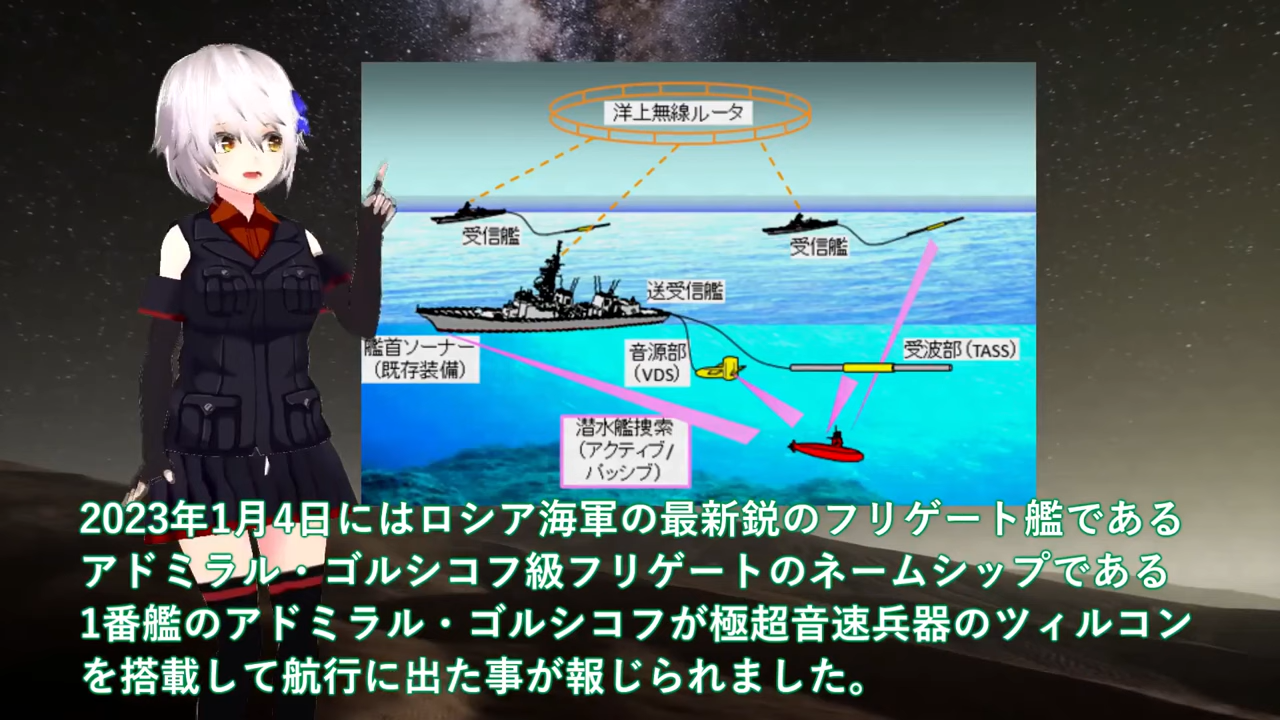 洋上無線ルータ
受信艦
受信艦
送受信艦
艦首ソーナー
（既存装備）
音源部
（VDS）
受波部（TASS）
潜水艦捜索
（アクティブ/
パッシブ）
2023年1月4日にはロシア海軍の最新鋭のフリゲート艦である
アドミラル・ゴルシコフ級フリゲートのネームシップである
1番艦のアドミラル・ゴルシコフが極超音速兵器のツィルコン
を搭載して航行に出た事が報じられました。